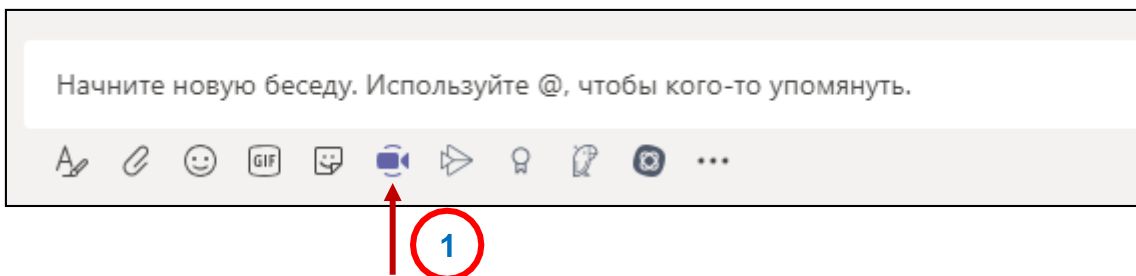 Начните новую беседу. Используйте @, чтобы кого-то упомянуть.
GIF
1